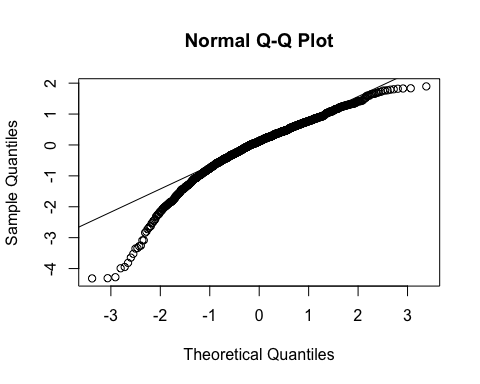 Normal Q-Q Plot
Sample Quantiles
2
1
0
-1
-2
-3
-4
-3 -2 -1 0 1 2 3
Theoretical Quantiles